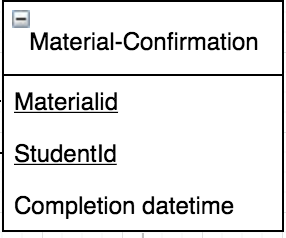 Material-Confirmation
Materialid
StudentId
Completion datetime